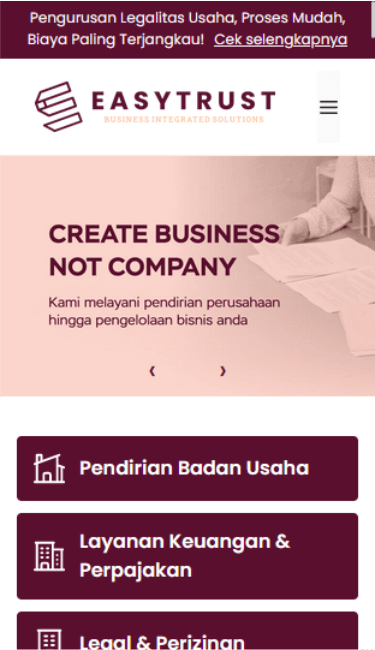 Pengurusan Legalitas Usaha, Proses Mudah,
Biaya Paling Terjangkau! Cek selengkapnya
EASYTRUST
BUSINESS INTEGRATED SOLUTIONS
CREATE BUSINESS
NOT COMPANY
Kami melayani pendirian perusahaan
hingga pengelolaan bisnis anda
Pendirian Badan Usaha
Layanan Keuangan &
Perpajakan
Legal & Perizinan